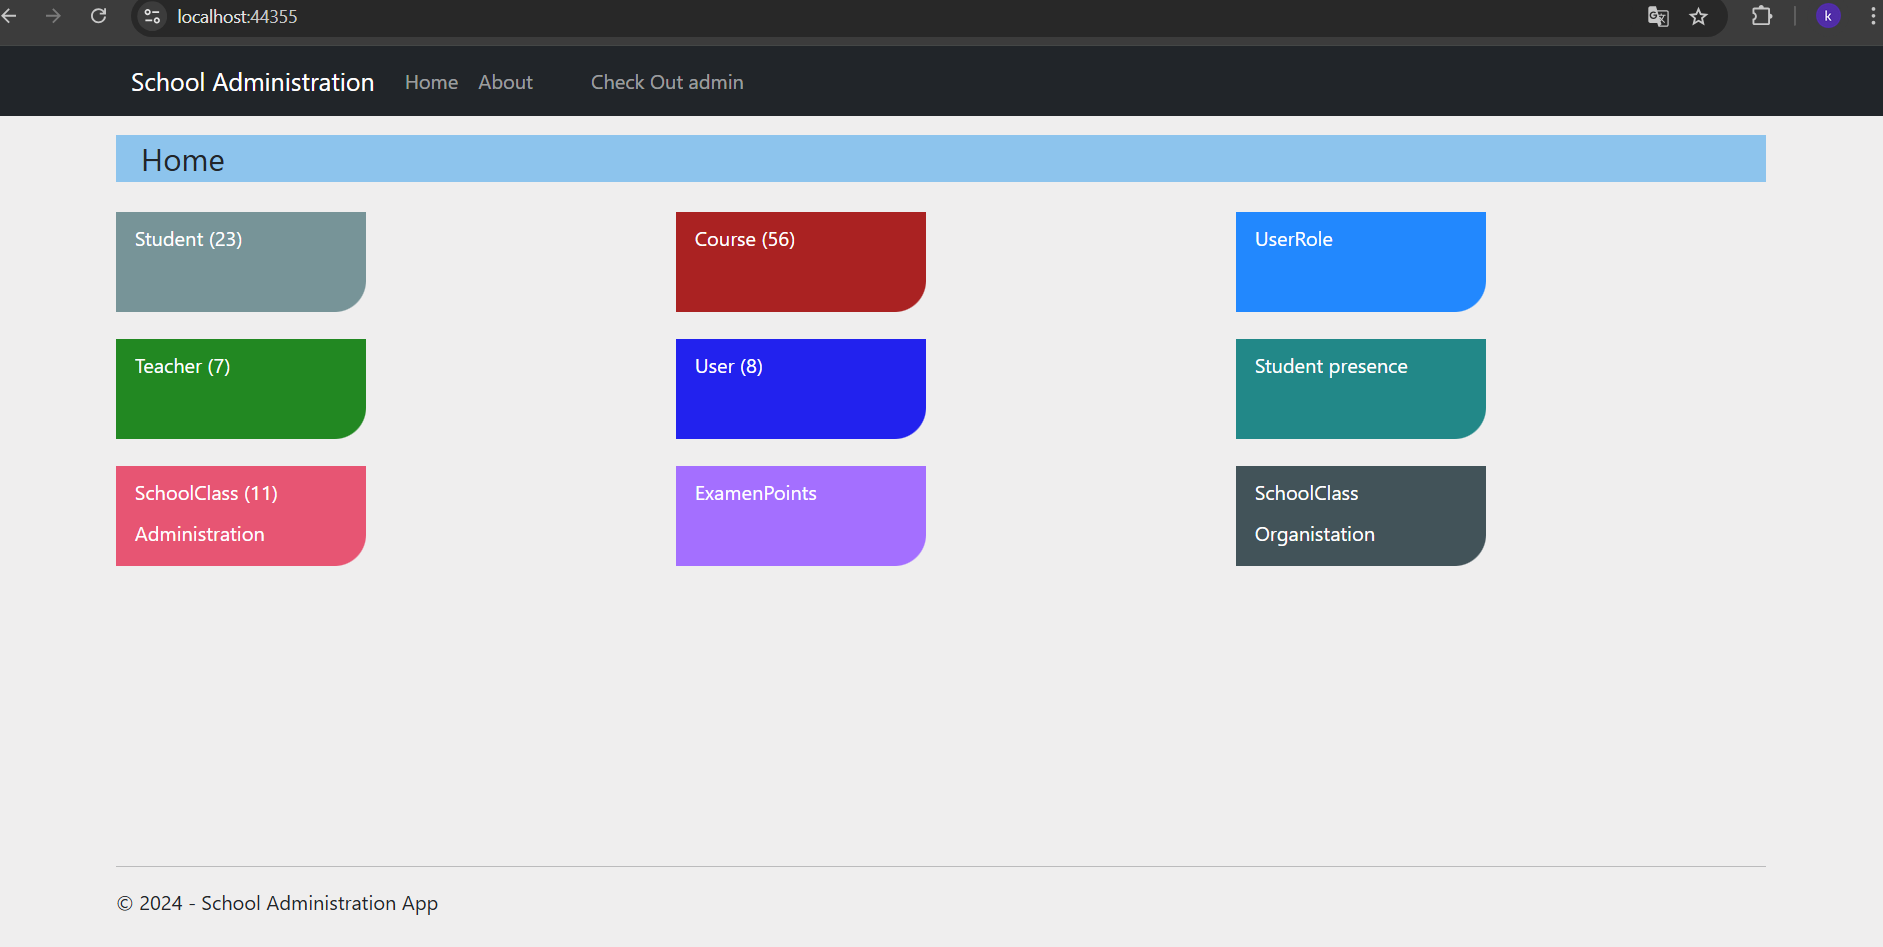 localhost:44355
k
School Administration Home About Check Out admin
Home
Student (23)
Course (56)
UserRole
Teacher (7)
User (8)
Student presence
SchoolClass (11)
Administration
ExamenPoints
SchoolClass
Organistation
© 2024 - School Administration App